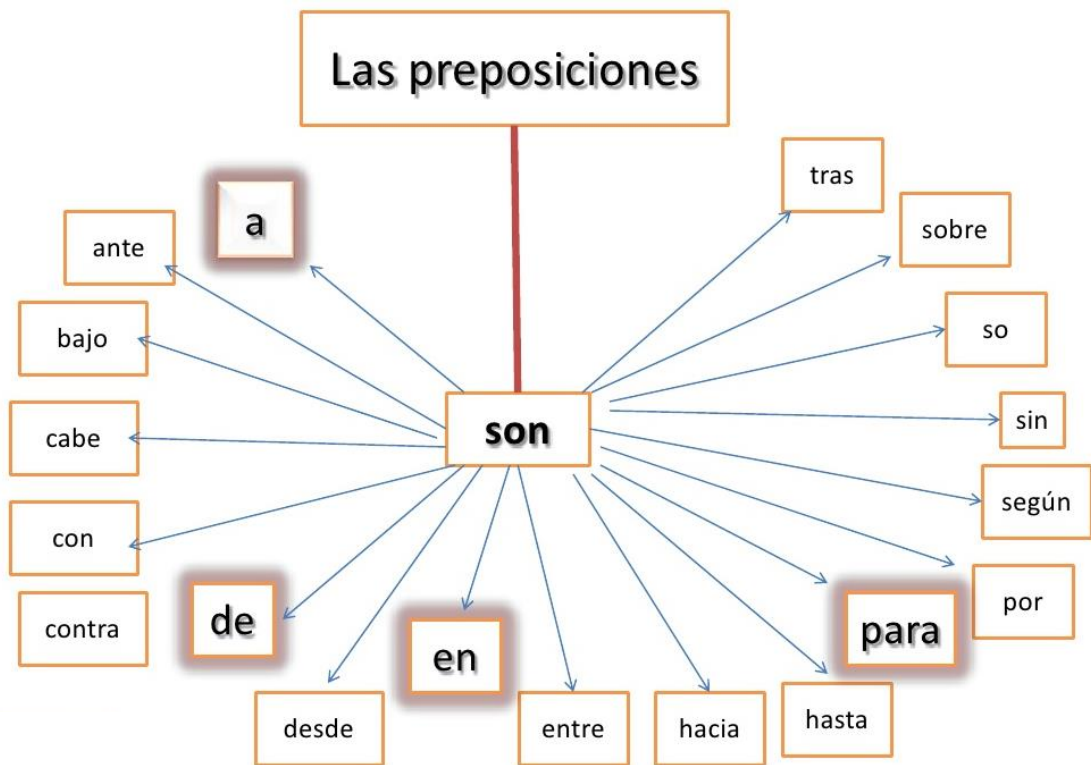 Las preposiciones
a
ante
bajo
cabe
con
contra
de
desde
en
entre
hacia
hasta
para
por
según
sin
so
sobre
tras
son